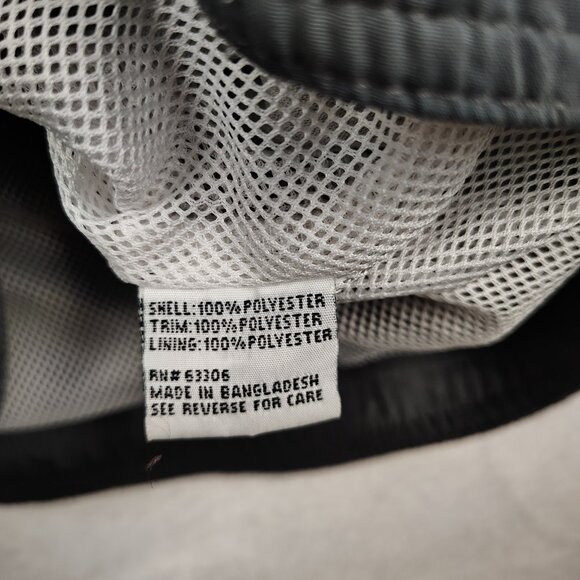 SHELL:100%POLYESTER
TRIM:100%POLYESTER
LINING:100%POLYESTER
RN# 63306
MADE IN BANGLADESH
SEE REVERSE FOR CARE